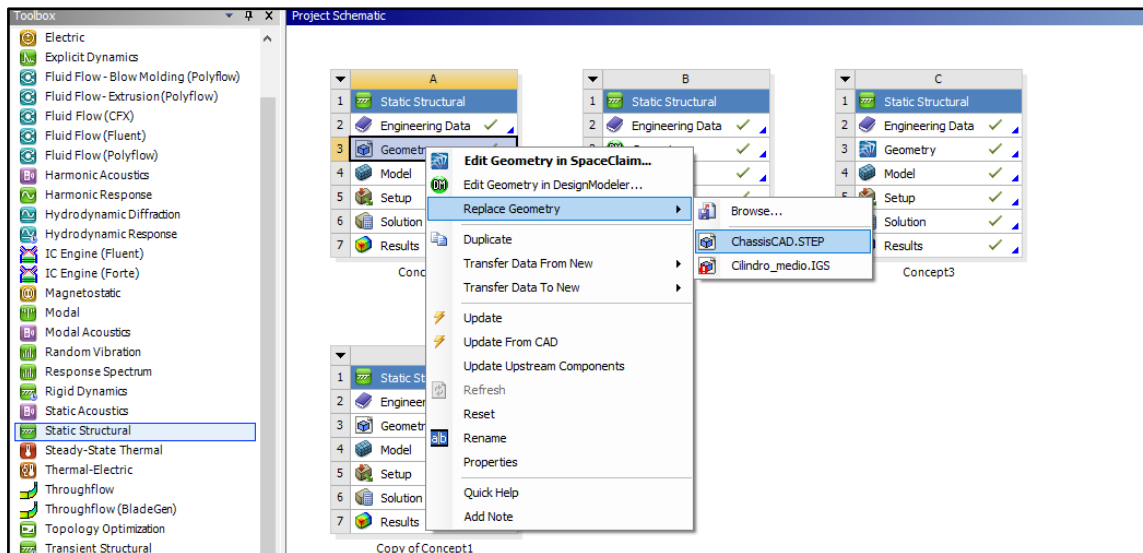 Toolbox
Electric
Explicit Dynamics
Fluid Flow - Blow Molding (Polyflow)
Fluid Flow - Extrusion (Polyflow)
Fluid Flow (CFX)
Fluid Flow (Fluent)
Fluid Flow (Polyflow)
Harmonic Acoustics
Harmonic Response
Hydrodynamic Diffraction
Hydrodynamic Response
IC Engine (Fluent)
IC Engine (Forte)
Magnetostatic
Modal
Modal Acoustics
Random Vibration
Response Spectrum
Rigid Dynamics
Static Acoustics
Static Structural
Steady-State Thermal
Thermal-Electric
Throughflow
Throughflow (BladeGen)
Topology Optimization
Transient Structural
Project Schematic
A
1 Static Structural
2 Engineering Data
3 Geometr
4 Model
5 Setup
6 Solution
7 Results
Conc
B
1 Static Structural
2 Engineering Data
C
1 Static Structural
2 Engineering Data
3 Geometry
4 Model
Setup
Solution
Results
Concept3
Edit Geometry in SpaceClaim...
DM Edit Geometry in DesignModeler...
Replace Geometry
Duplicate
Transfer Data From New
Transfer Data To New
Update
Update From CAD
Update Upstream Components
Refresh
Reset
a|b Rename
Properties
Quick Help
Add Note
Browse...
ChassisCAD.STEP
Cilindro_medio.IGS
1 Static St
2 Engineer
3 Geometr
4 Model
5 Setup
6 Solution
7 Results
Copy of Concept1